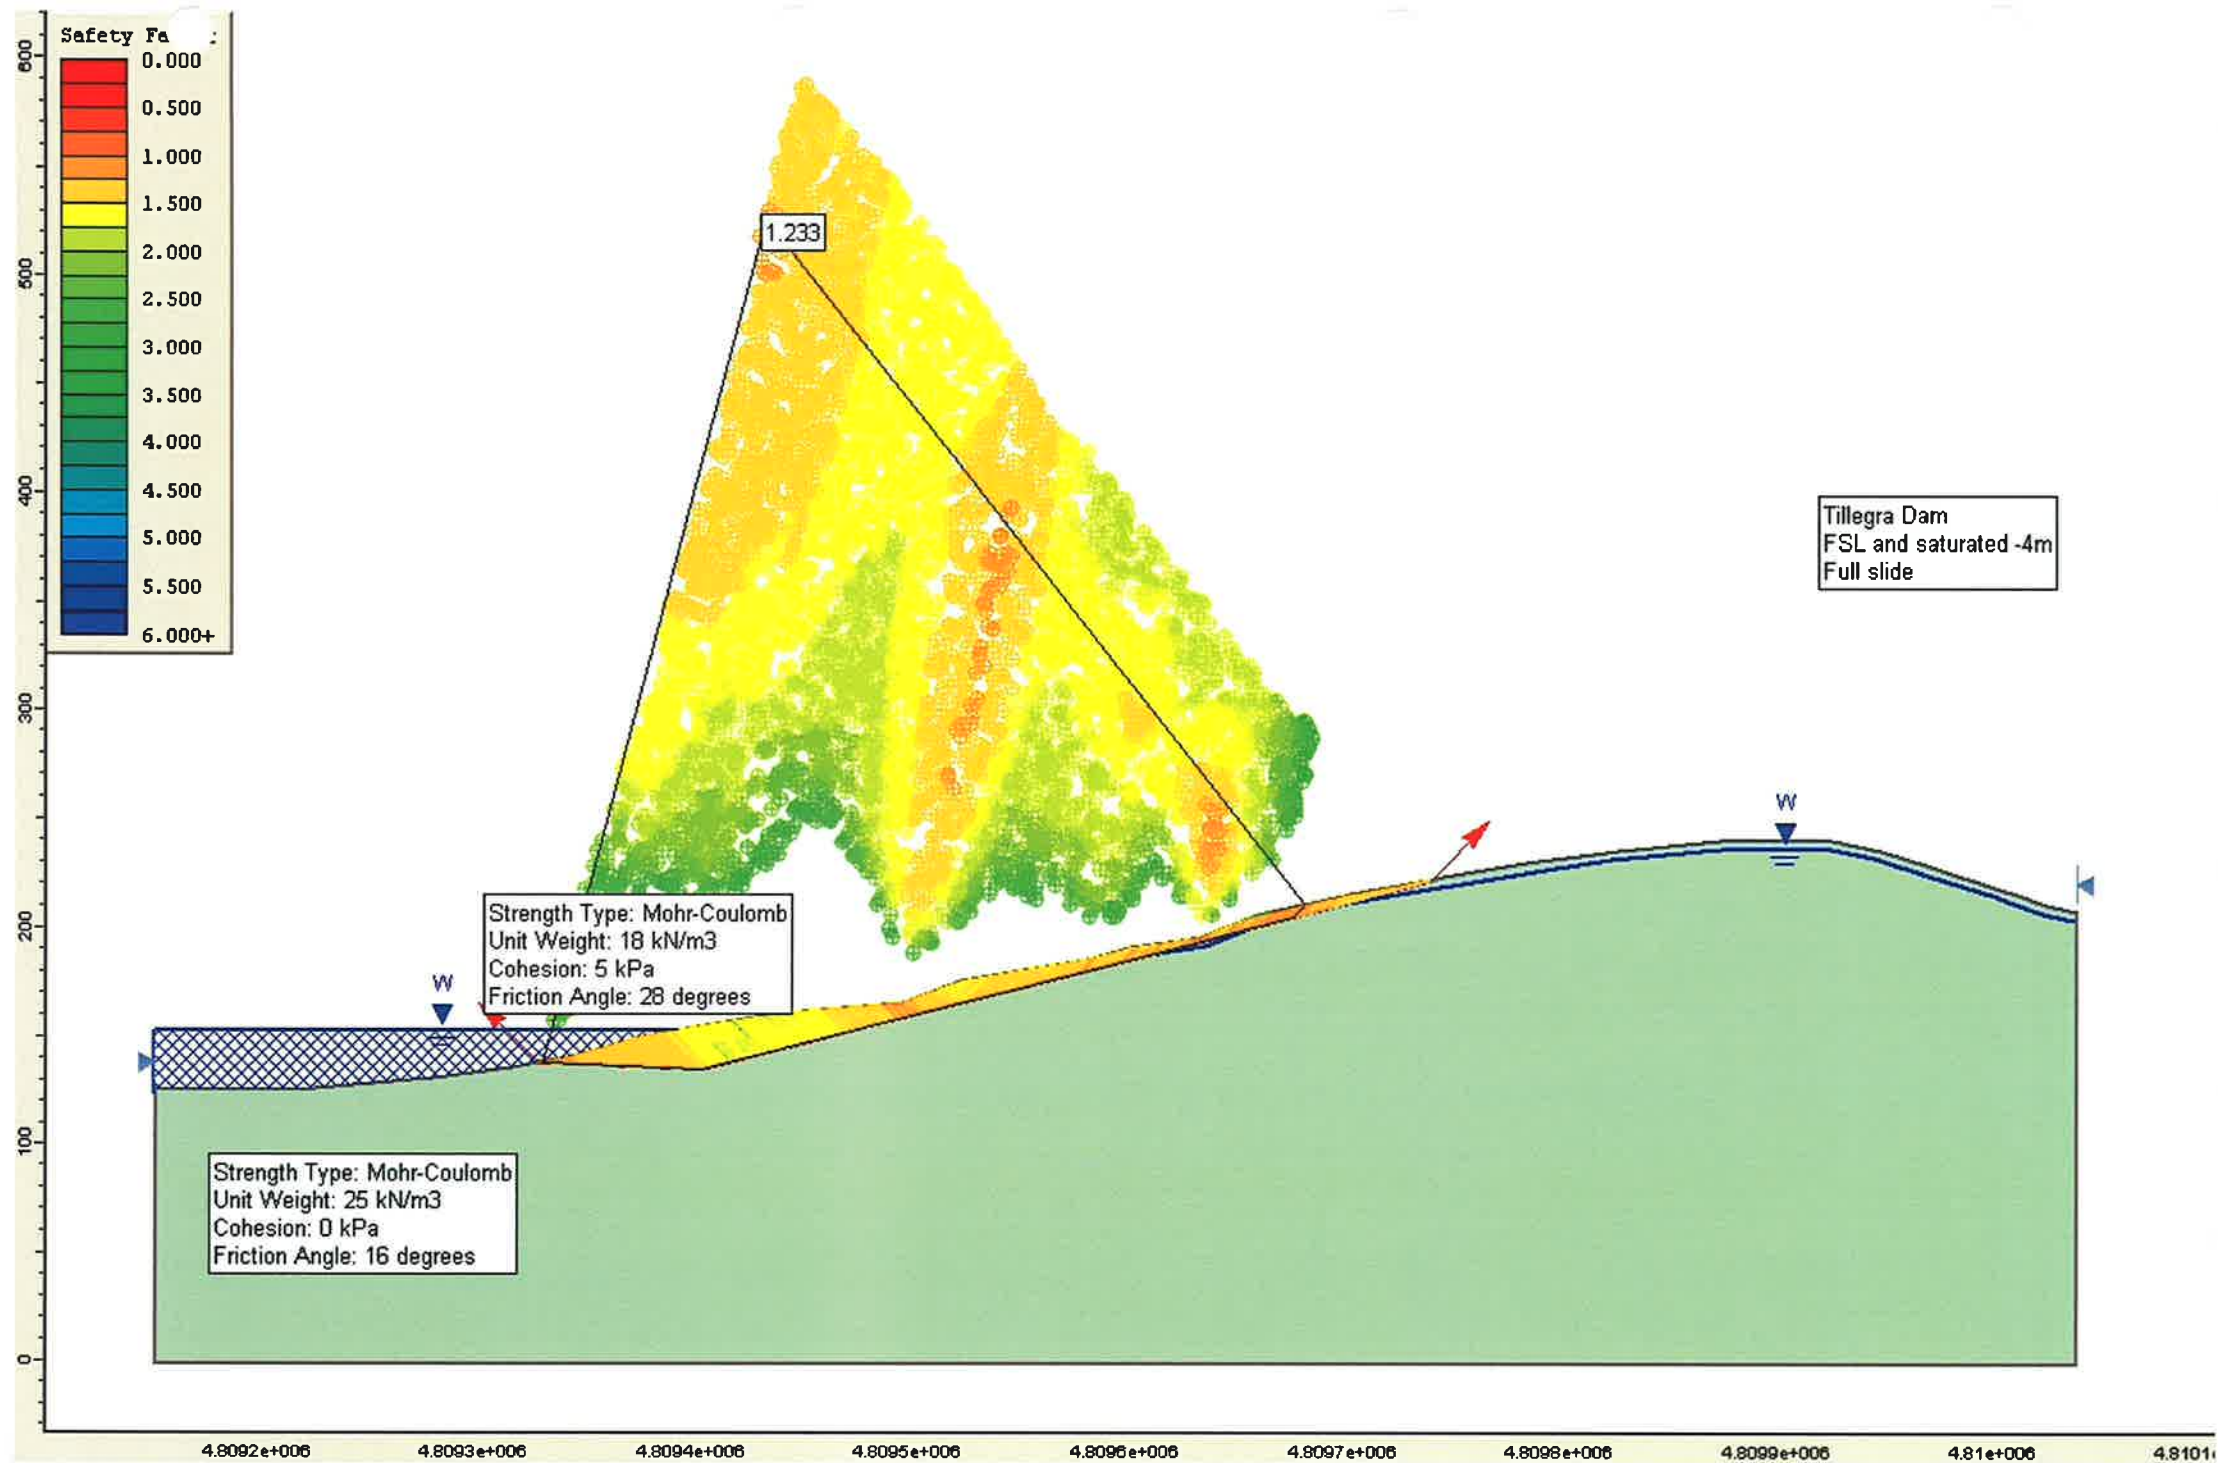 Safety Fa :
0.000
0.500
1.000
1.500
2.000
2.500
3.000
3.500
4.000
4.500
5.000
5.500
6.000+
600
500
400
300
200
100
0
1.233
Tillegra Dam
FSL and saturated -4m
Full slide
W
W
Strength Type: Mohr-Coulomb
Unit Weight: 18 kN/m3
Cohesion: 5 kPa
Friction Angle: 28 degrees
Strength Type: Mohr-Coulomb
Unit Weight: 25 kN/m3
Cohesion: 0 kPa
Friction Angle: 16 degrees
4.8092e+006 4.8093e+006 4.8094e+006 4.8095e+006 4.8096e+006 4.8097e+006 4.8098e+006 4.8099e+006 4.81e+006 4.8101